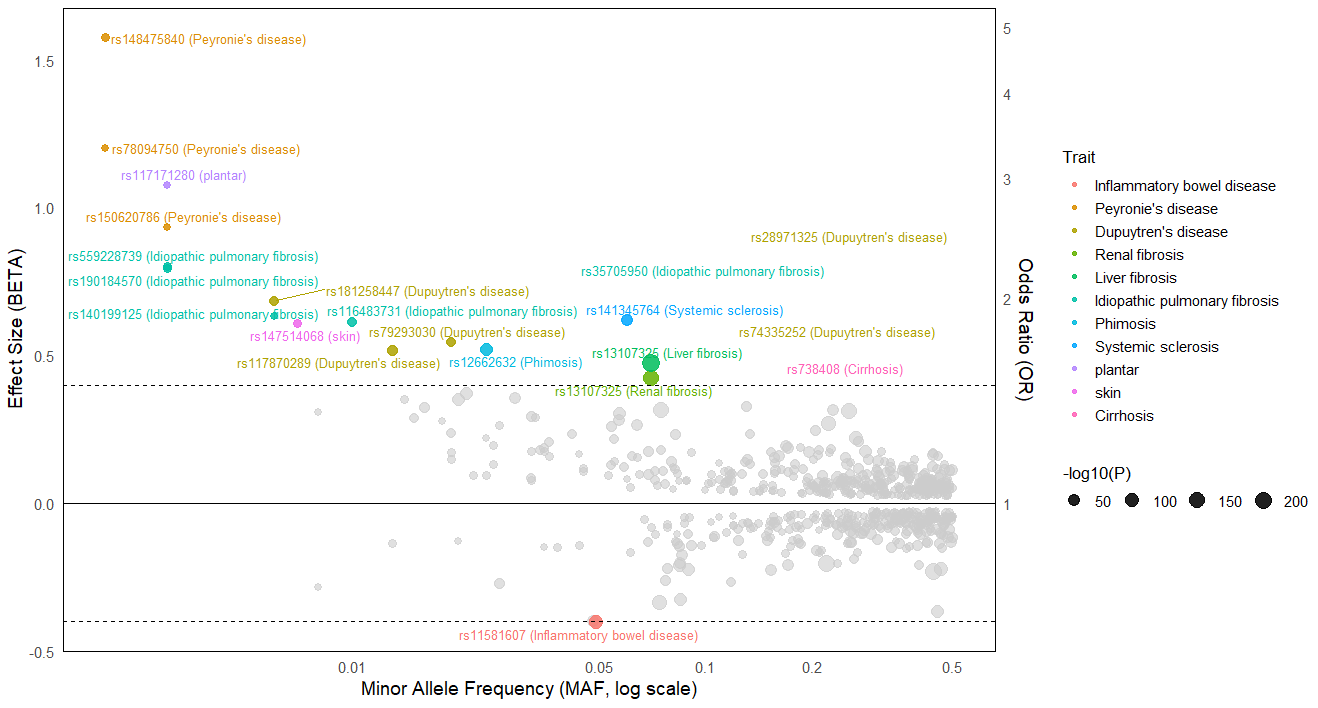 rs148475840 (Peyronie's disease)
rs78094750 (Peyronie's disease)
rs117171280 (plantar)
rs150620786 (Peyronie's disease)
rs28971325 (Dupuytren's disease)
rs559228739 (Idiopathic pulmonary fibrosis)
rs35705950 (Idiopathic pulmonary fibrosis)
rs190184570 (Idiopathic pulmonary fibrosis)
rs181258447 (Dupuytren's disease)
rs140199125 (Idiopathic pulmonary fibrosis)
rs116483731 (Idiopathic pulmonary fibrosis)
rs141345764 (Systemic sclerosis)
rs147514068 (skin)
rs79293030 (Dupuytren's disease)
rs74335252 (Dupuytren's disease)
rs13107325 (Liver fibrosis)
rs117870289 (Dupuytren's disease)
rs12662632 (Phimosis)
rs738408 (Cirrhosis)
rs13107325 (Renal fibrosis)
rs11581607 (Inflammatory bowel disease)
Effect Size (BETA)
1.5
1.0
0.5
0.0
-0.5
0.01
0.05
0.1
0.2
0.5
Minor Allele Frequency (MAF, log scale)
5
4
3
2
1
Odds Ratio (OR)
Trait
Inflammatory bowel disease
Peyronie's disease
Dupuytren's disease
Renal fibrosis
Liver fibrosis
Idiopathic pulmonary fibrosis
Phimosis
Systemic sclerosis
plantar
skin
Cirrhosis
-log10(P)
50 100 150 200